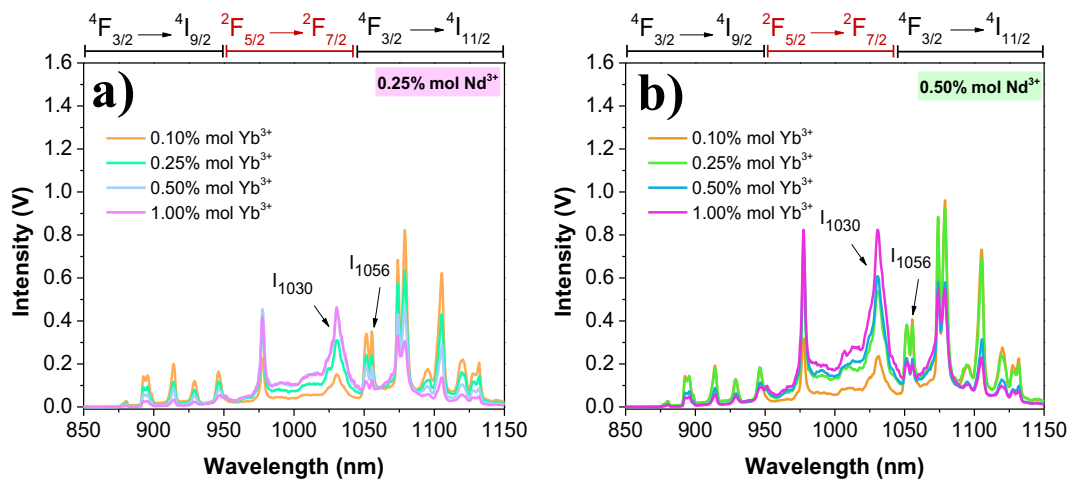 ⁴F₃/₂ → ⁴I₉/₂ ²F₅/₂ → ²F₇/₂ ⁴F₃/₂ → ⁴I₁₁/₂
a)
0.25% mol Nd³⁺
0.10% mol Yb³⁺
0.25% mol Yb³⁺
0.50% mol Yb³⁺
1.00% mol Yb³⁺
I₁₀₃₀
I₁₀₅₆
Intensity (V)
1.6
1.4
1.2
1.0
0.8
0.6
0.4
0.2
0.0
850 900 950 975 1000 1050 1100 1150
Wavelength (nm)
⁴F₃/₂ → ⁴I₉/₂ ²F₅/₂ → ²F₇/₂ ⁴F₃/₂ → ⁴I₁₁/₂
b)
0.50% mol Nd³⁺
0.10% mol Yb³⁺
0.25% mol Yb³⁺
0.50% mol Yb³⁺
1.00% mol Yb³⁺
I₁₀₃₀
I₁₀₅₆
Intensity (V)
1.6
1.4
1.2
1.0
0.8
0.6
0.4
0.2
0.0
850 900 950 1000 1050 1100 1150
Wavelength (nm)